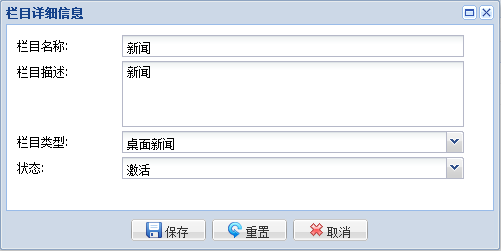 栏目详细信息
栏目名称: 新闻
栏目描述: 新闻
栏目类型: 桌面新闻
状态: 激活
保存 重置 取消